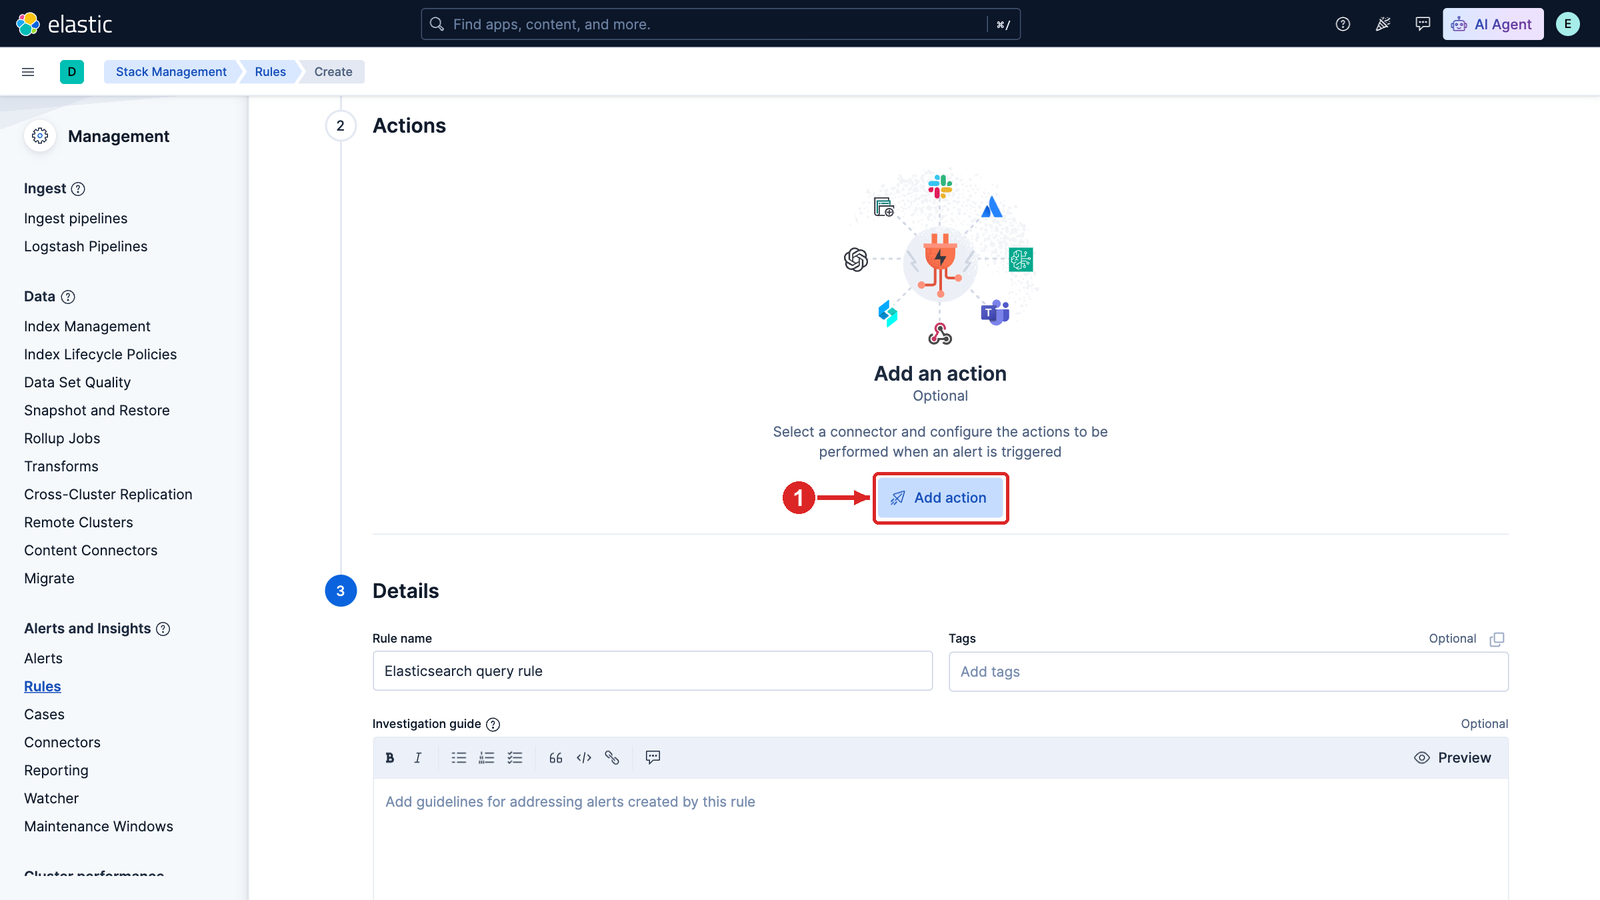 elastic
Find apps, content, and more.
⌘/
AI Agent
E
D
Stack Management
Rules
Create
Management
Ingest
Ingest pipelines
Logstash Pipelines
Data
Index Management
Index Lifecycle Policies
Data Set Quality
Snapshot and Restore
Rollup Jobs
Transforms
Cross-Cluster Replication
Remote Clusters
Content Connectors
Migrate
Alerts and Insights
Alerts
Rules
Cases
Connectors
Reporting
Watcher
Maintenance Windows
Cluster performance
2
Actions
T
Add an action
Optional
Select a connector and configure the actions to be
performed when an alert is triggered
1
Add action
3
Details
Rule name
Elasticsearch query rule
Tags
Optional
Add tags
Investigation guide
Optional
B I
Preview
Add guidelines for addressing alerts created by this rule